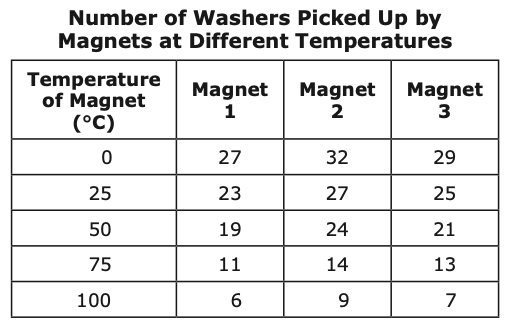 Number of Washers Picked Up by
Magnets at Different Temperatures
Temperature of Magnet (°C) Magnet 1 Magnet 2 Magnet 3
0 27 32 29
25 23 27 25
50 19 24 21
75 11 14 13
100 6 9 7